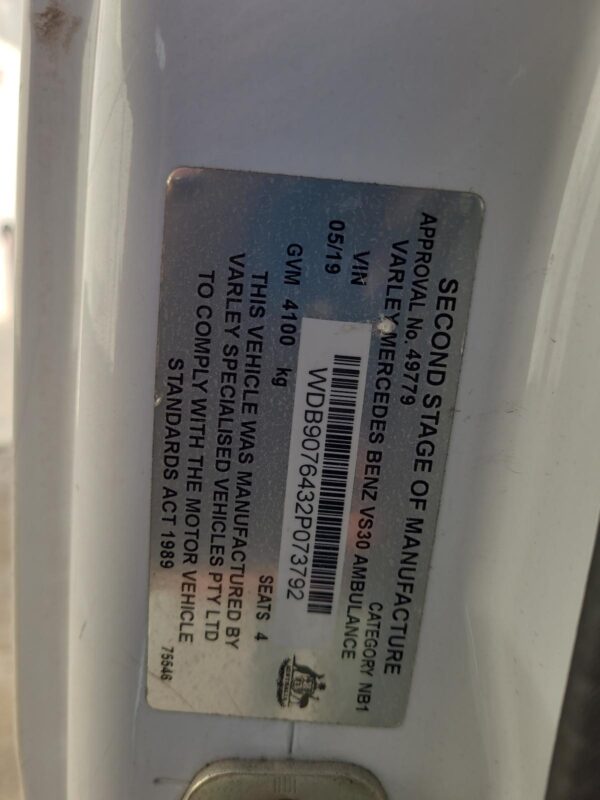 SECOND STAGE OF MANUFACTURE
APPROVAL No. 49779 CATEGORY NB1
VARLEY MERCEDES BENZ VS30 AMBULANCE
VIN
WDB9076432P073792
05/19
GVM 4100 kg SEATS 4
THIS VEHICLE WAS MANUFACTURED BY
VARLEY SPECIALISED VEHICLES PTY LTD
TO COMPLY WITH THE MOTOR VEHICLE
STANDARDS ACT 1989
75546